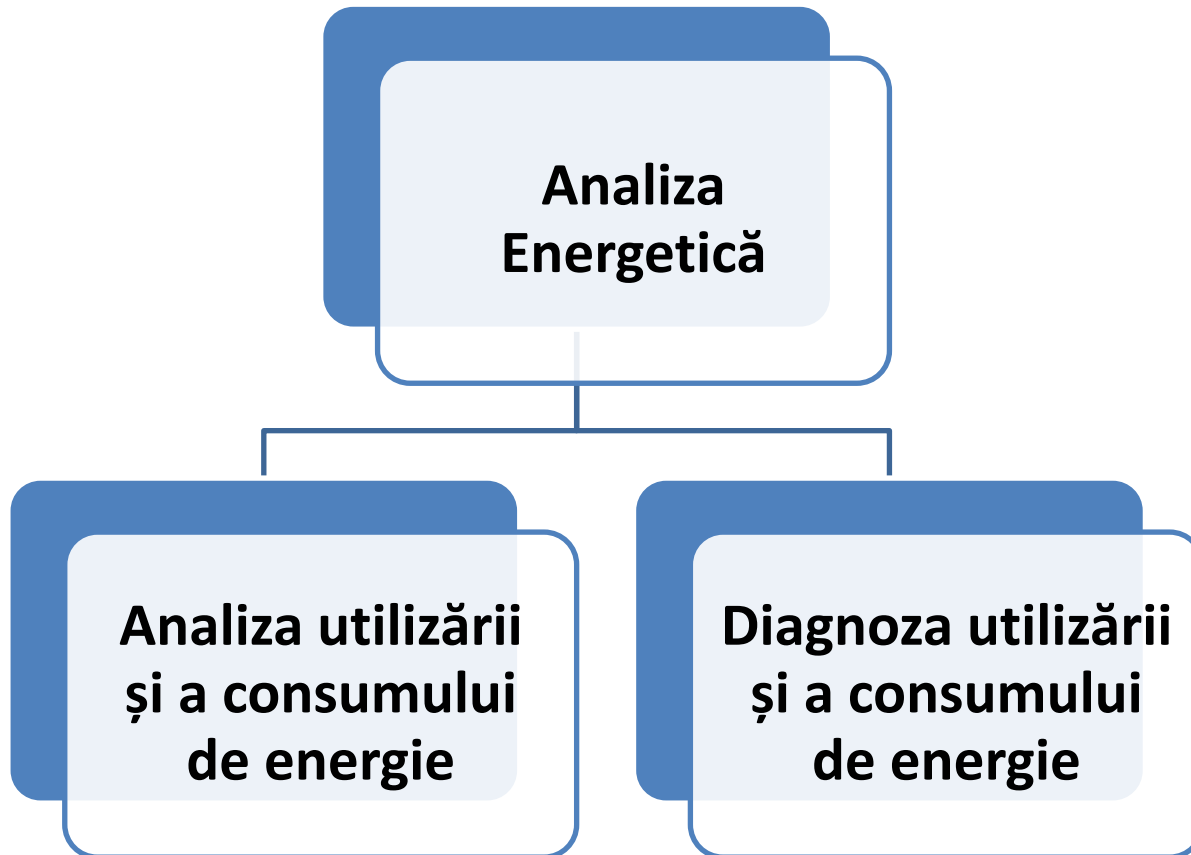 Analiza
Energetică
Analiza utilizării
și a consumului
de energie
Diagnoza utilizării
și a consumului
de energie